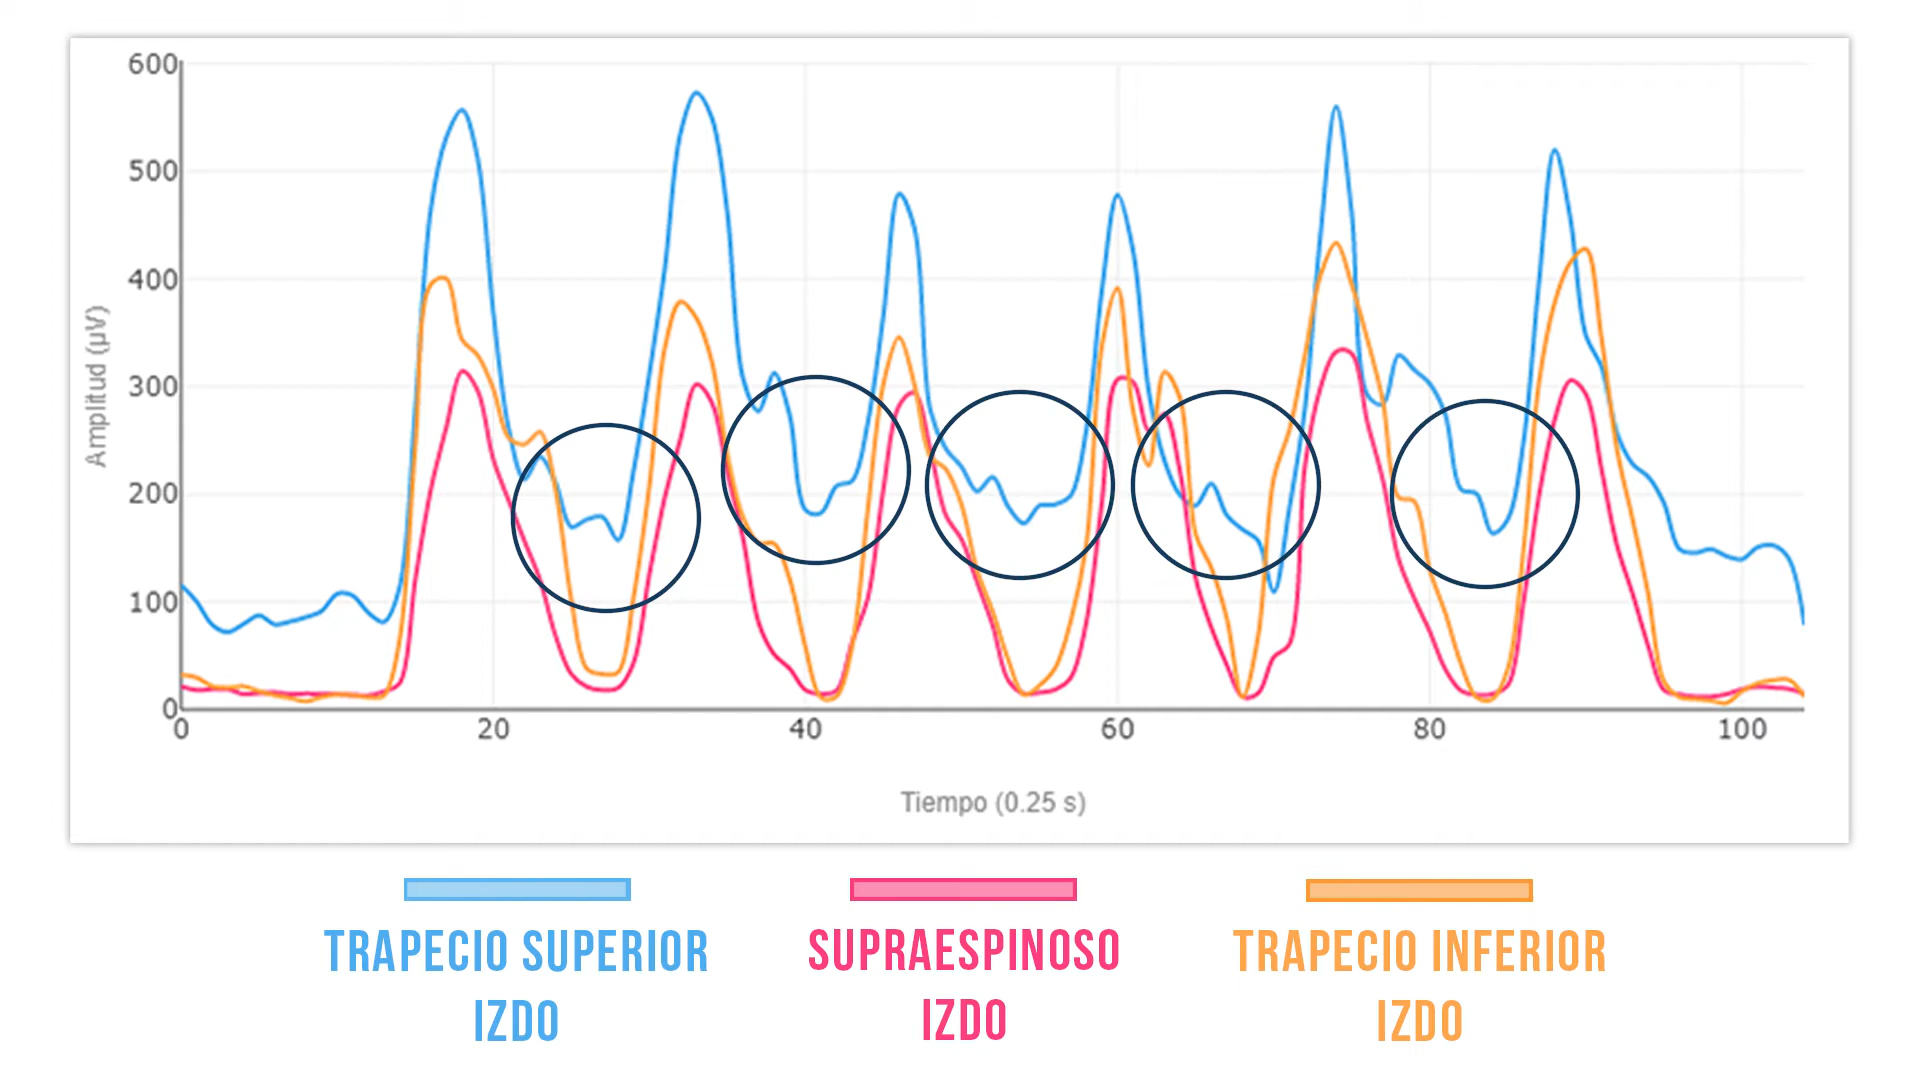 600
500
400
300
200
100
0
Amplitud (µV)
0 20 40 60 80 100
Tiempo (0.25 s)
TRAPECIO SUPERIOR
IZDO
SUPRAESPINOSO
IZDO
TRAPECIO INFERIOR
IZDO